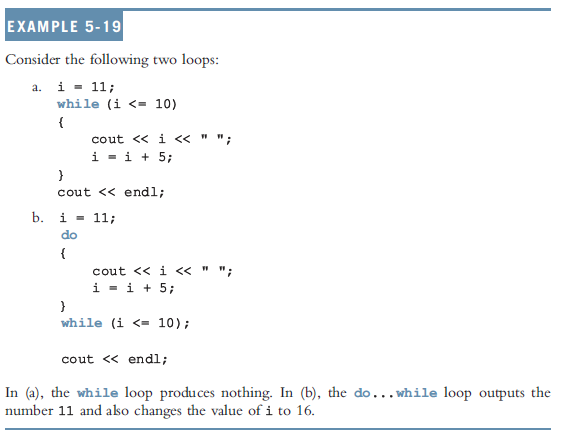 EXAMPLE 5-19
Consider the following two loops:
a. i = 11;
while (i <= 10)
{
cout << i << " ";
i = i + 5;
}
cout << endl;
b. i = 11;
do
{
cout << i << " ";
i = i + 5;
}
while (i <= 10);
cout << endl;
In (a), the while loop produces nothing. In (b), the do...while loop outputs the
number 11 and also changes the value of i to 16.